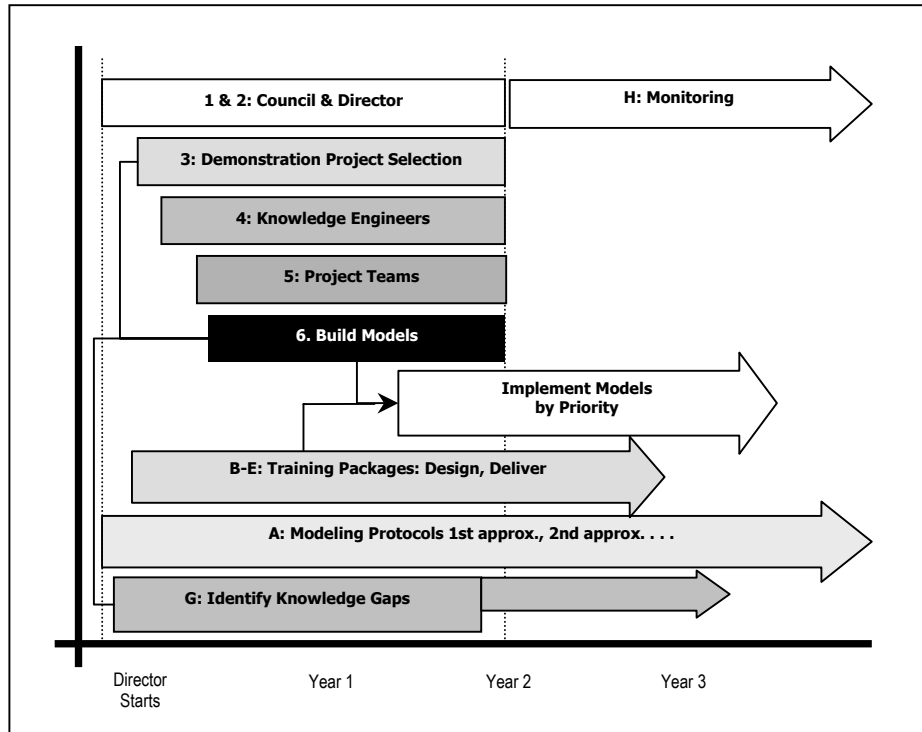 1 & 2: Council & Director
H: Monitoring
3: Demonstration Project Selection
4: Knowledge Engineers
5: Project Teams
6. Build Models
Implement Models
by Priority
B-E: Training Packages: Design, Deliver
A: Modeling Protocols 1st approx., 2nd approx. . . .
G: Identify Knowledge Gaps
Director
Starts
Year 1
Year 2
Year 3